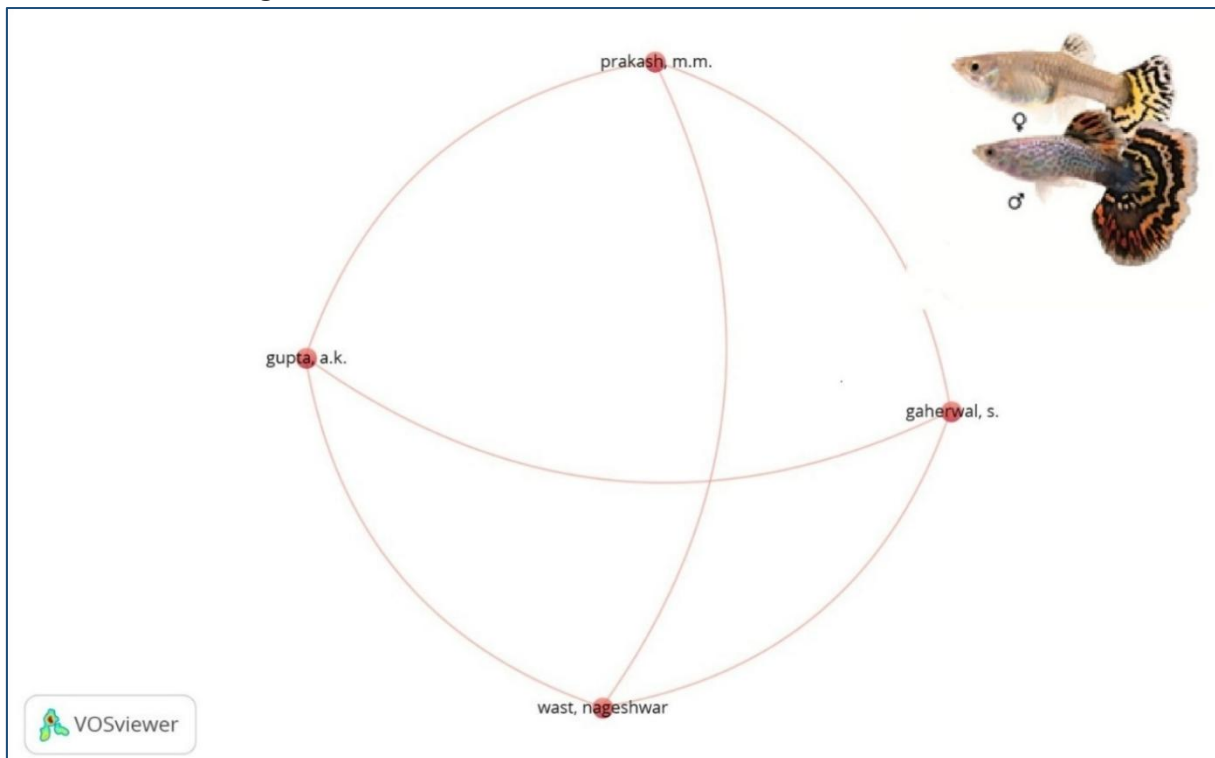 prakash, m.m.
♀
♂
gupta, a.k.
gaherwal, s.
wast, nageshwar
VOSviewer